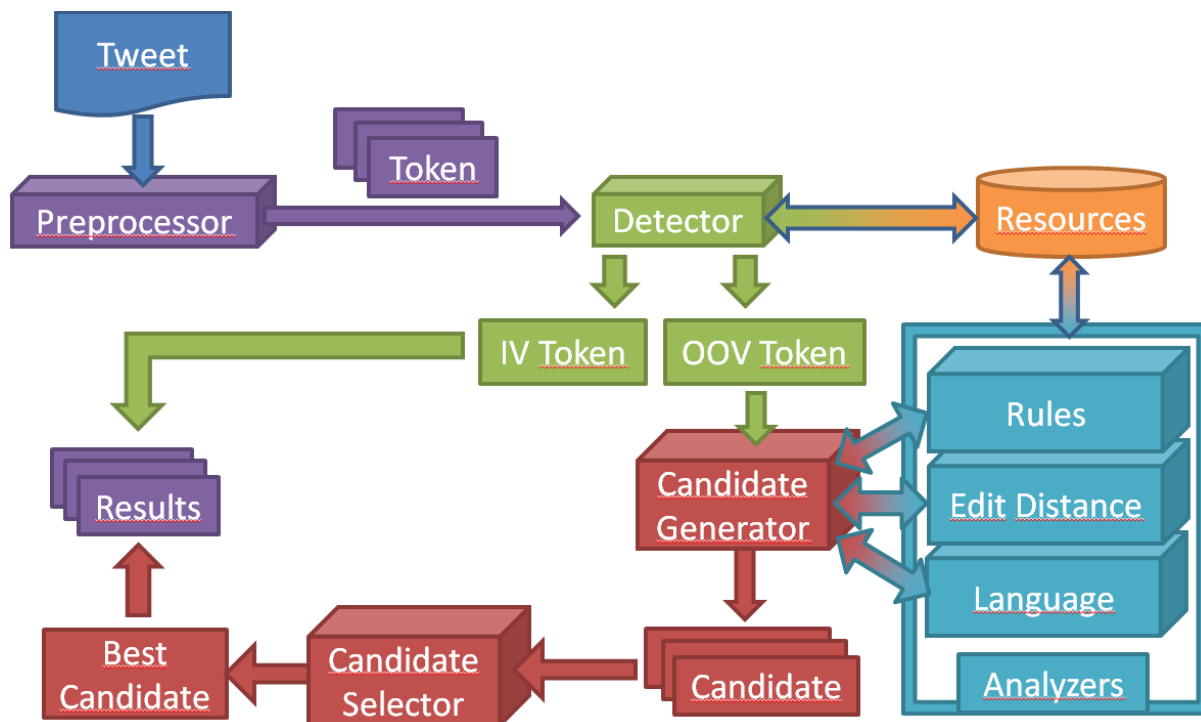 Tweet
Token
Preprocessor
Detector
Resources
IV Token
OOV Token
Rules
Candidate
Generator
Edit Distance
Results
Language
Best
Candidate
Candidate
Selector
Candidate
Analyzers